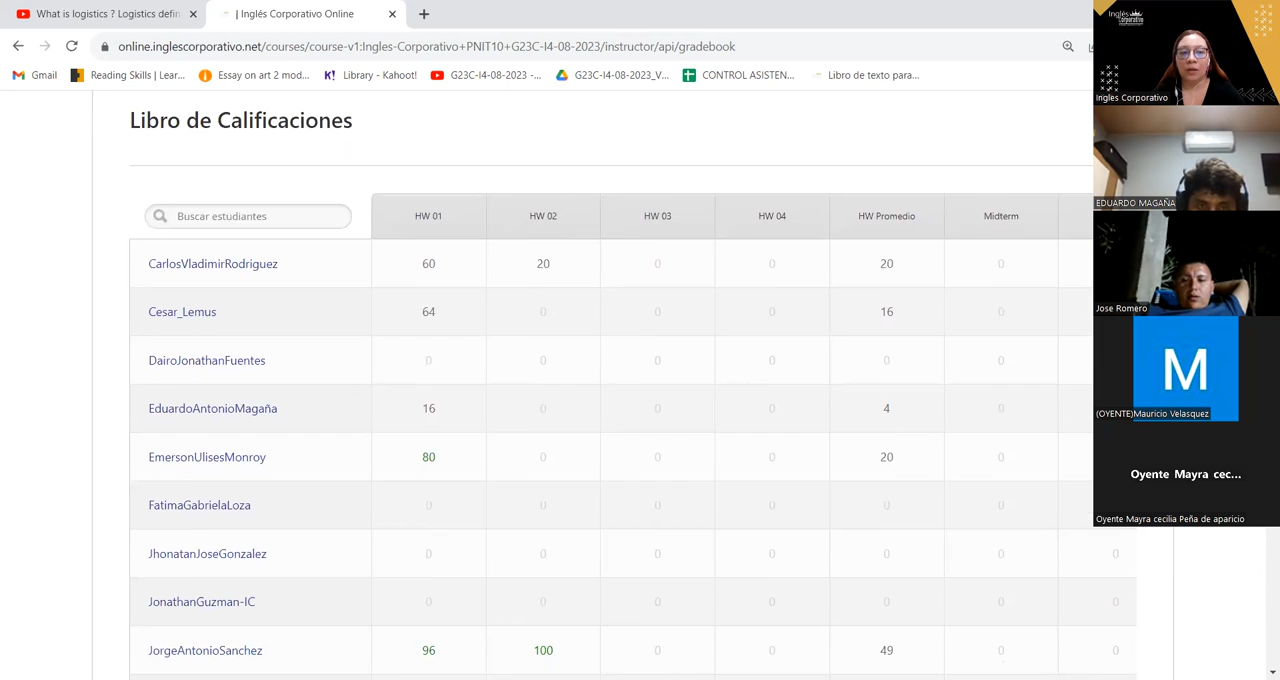 What is logistics ? Logistics defin
| Inglés Corporativo Online
online.inglescorporativo.net/courses/course-v1:Ingles-Corporativo+PNIT10+G23C-I4-08-2023/instructor/api/gradebook
Gmail
Reading Skills | Lear...
Essay on art 2 mod...
K!
Library - Kahoot!
G23C-I4-08-2023 -...
G23C-I4-08-2023_V...
CONTROL ASISTEN...
Libro de texto para...
Libro de Calificaciones
Buscar estudiantes
HW 01 HW 02 HW 03 HW 04 HW Promedio Midterm
CarlosVladimirRodriguez 60 20 0 0 20 0
Cesar_Lemus 64 0 0 0 16 0
DairoJonathanFuentes 0 0 0 0 0 0
EduardoAntonioMagaña 16 0 0 0 4 0
EmersonUlisesMonroy 80 0 0 0 20 0
FatimaGabrielaLoza 0 0 0 0 0 0
JhonatanJoseGonzalez 0 0 0 0 0 0 0
JonathanGuzman-IC 0 0 0 0 0 0 0
JorgeAntonioSanchez 96 100 0 0 49 0 0
Inglés
Corporativo
Ingles Corporativo
EDUARDO MAGAÑA
Jose Romero
M
(OYENTE)Mauricio Velasquez
Oyente Mayra cec...
Oyente Mayra cecilia Peña de aparicio